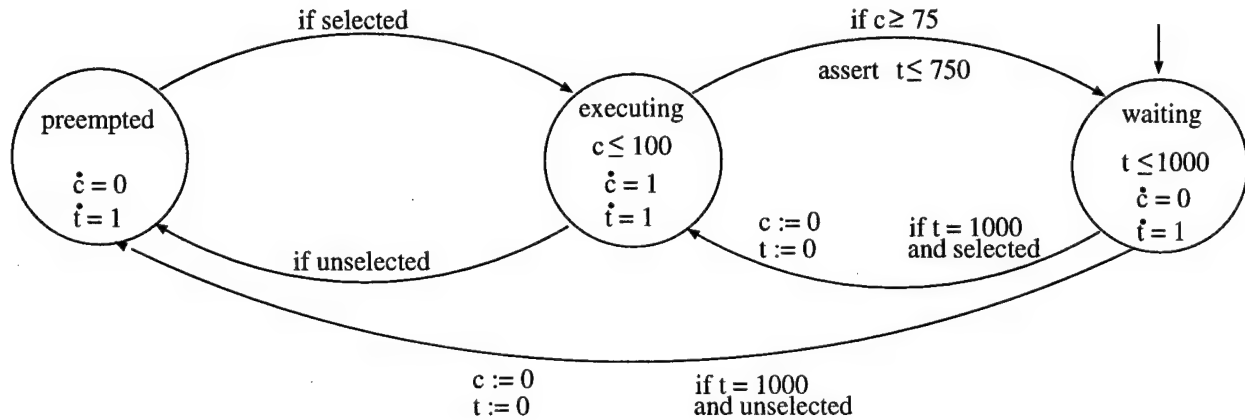 if selected
if c ≥ 75
assert t ≤ 750
preempted
ċ = 0
ṫ = 1
executing
c ≤ 100
ċ = 1
ṫ = 1
waiting
t ≤ 1000
ċ = 0
ṫ = 1
if unselected
c := 0
t := 0
if t = 1000
and selected
c := 0
t := 0
if t = 1000
and unselected